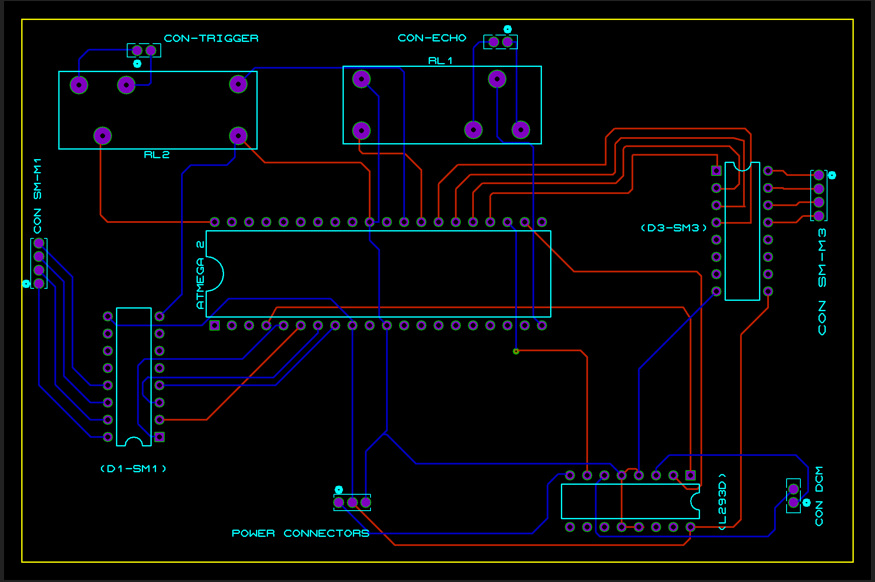 CON-TRIGGER
CON-ECHO
RL1
RL2
CON SM-M1
(D3-SM3)
CON SM-M3
ATMEGA 2
(D1-SM1)
POWER CONNECTORS
(L293D)
CON DCM